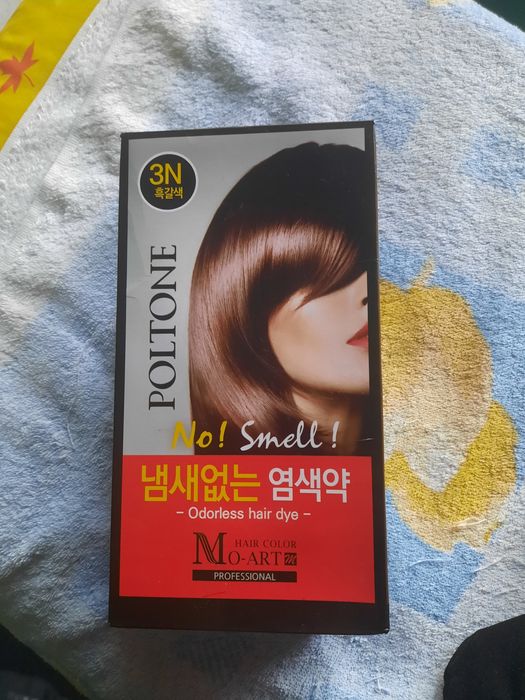 3N
흑갈색
POLTONE
No! Smell!
냄새없는 염색약
- Odorless hair dye -
HAIR COLOR
MO-ART m
PROFESSIONAL